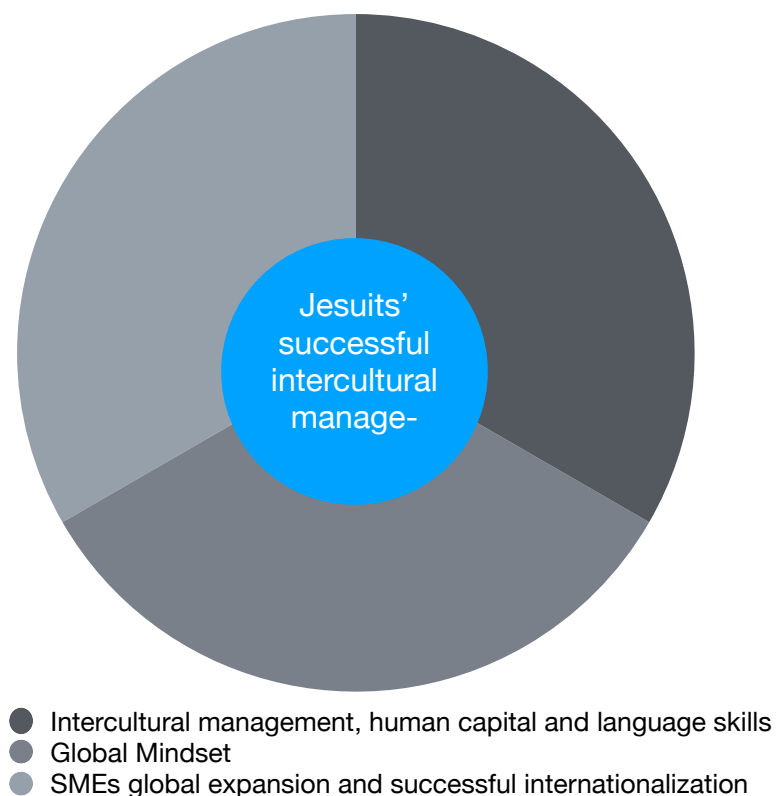 Jesuits’
successful
intercultural
manage-
Intercultural management, human capital and language skills
Global Mindset
SMEs global expansion and successful internationalization